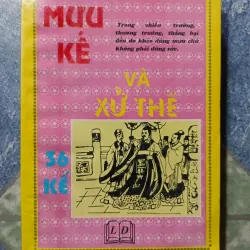 MƯU
KẾ
Trong chiến trường,
thương trường, thắng bại
đều do khéo dùng mưu chứ
không phải dùng sức.
VÀ
XỬ THẾ
36
KẾ
LD